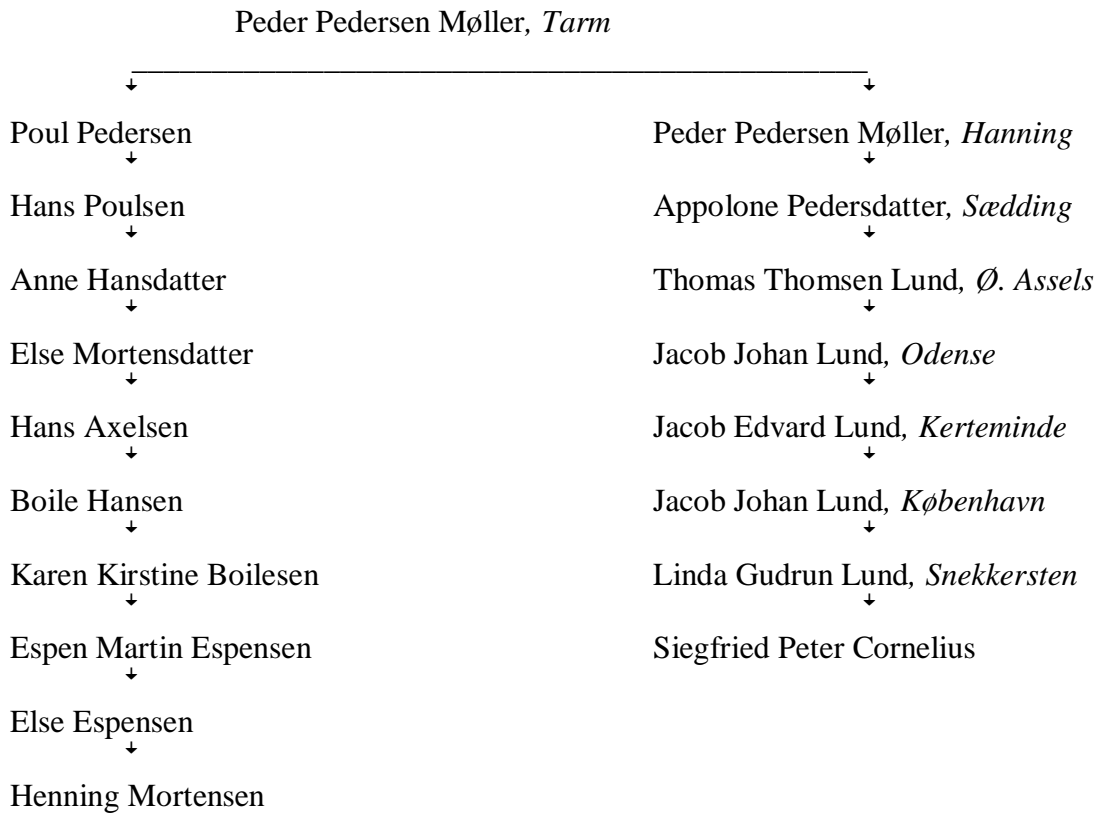 Peder Pedersen Møller, Tarm
Poul Pedersen
Peder Pedersen Møller, Hanning
Hans Poulsen
Appolone Pedersdatter, Sædding
Anne Hansdatter
Thomas Thomsen Lund, Ø. Assels
Else Mortensdatter
Jacob Johan Lund, Odense
Hans Axelsen
Jacob Edvard Lund, Kerteminde
Boile Hansen
Jacob Johan Lund, København
Karen Kirstine Boilesen
Linda Gudrun Lund, Snekkersten
Espen Martin Espensen
Siegfried Peter Cornelius
Else Espensen
Henning Mortensen